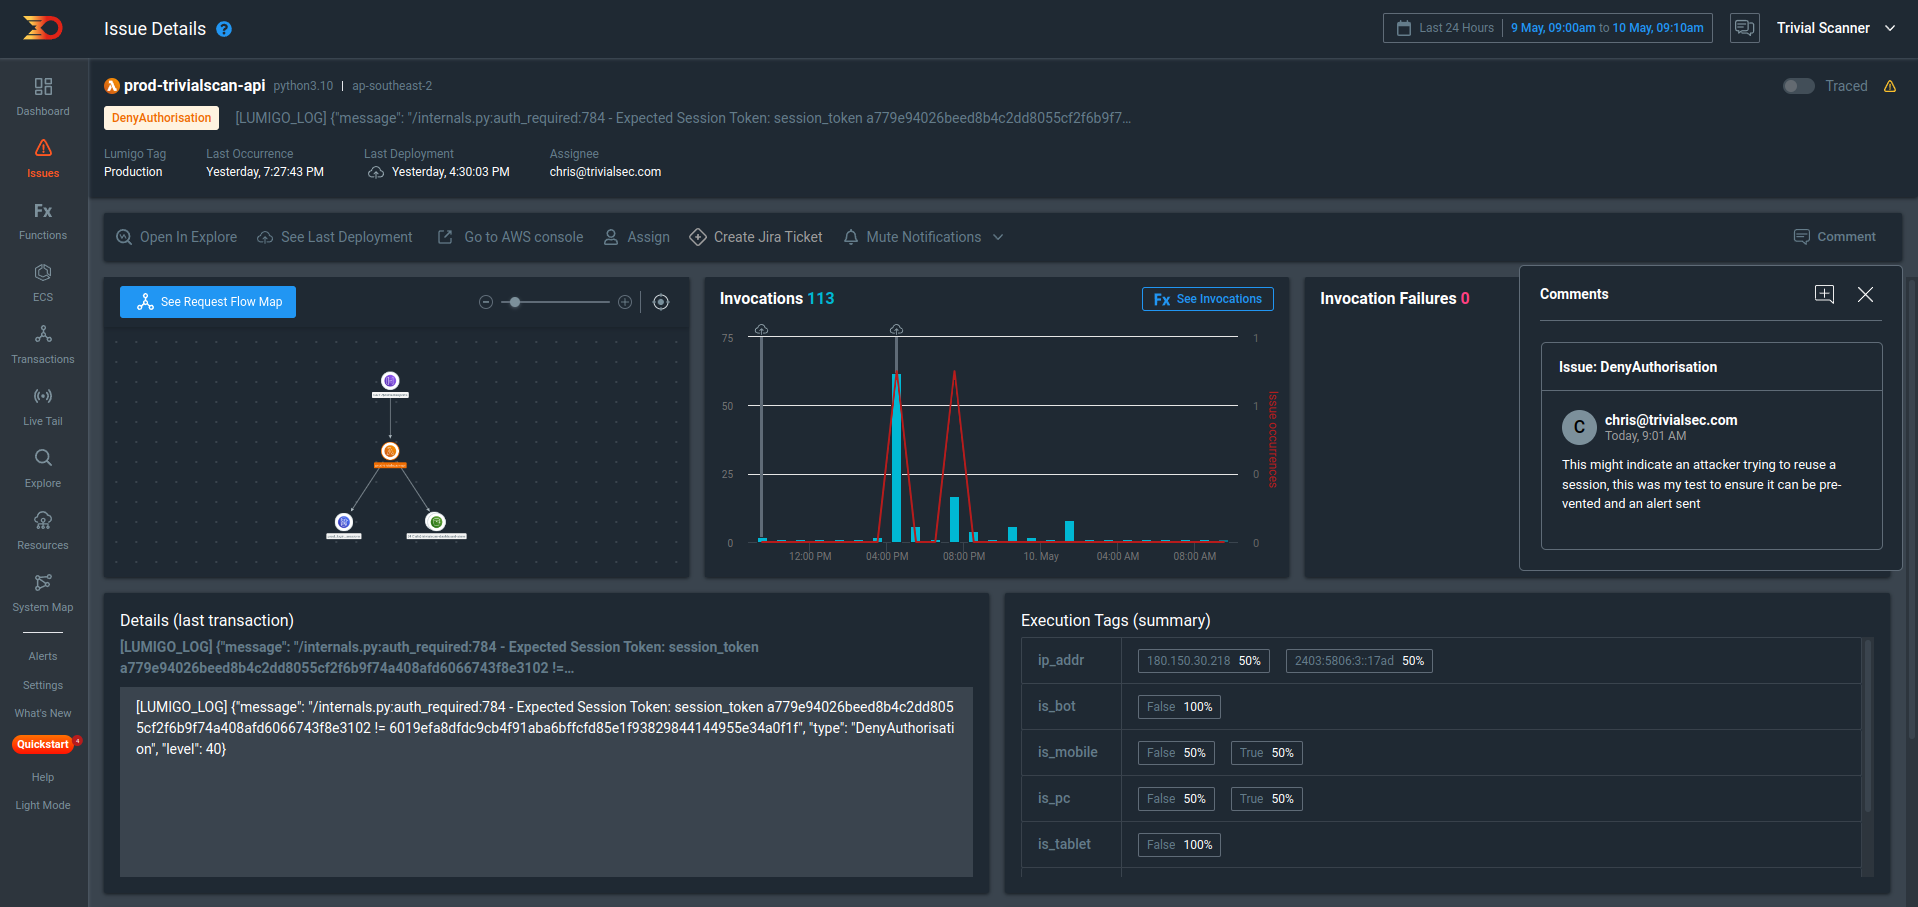 Issue Details ?
Last 24 Hours 9 May, 09:00am to 10 May, 09:10am
Trivial Scanner
Dashboard
Issues
Fx
Functions
ECS
Transactions
Live Tail
Explore
Resources
System Map
Alerts
Settings
What's New
Quickstart 4
Help
Light Mode
prod-trivialscan-api python3.10 | ap-southeast-2
Traced
DenyAuthorisation [LUMIGO_LOG] {"message": "/internals.py:auth_required:784 - Expected Session Token: session_token a779e94026beed8b4c2dd8055cf2f6b9f7...
Lumigo Tag Last Occurrence Last Deployment Assignee
Production Yesterday, 7:27:43 PM Yesterday, 4:30:03 PM chris@trivialsec.com
Open In Explore See Last Deployment Go to AWS console Assign Create Jira Ticket Mute Notifications Comment
See Request Flow Map
Invocations 113
Fx See Invocations
75 1
50 1
25 0
0 0
Issue occurrences
12:00 PM 04:00 PM 08:00 PM 10. May 04:00 AM 08:00 AM
Invocation Failures 0
Comments
Issue: DenyAuthorisation
C
chris@trivialsec.com
Today, 9:01 AM
This might indicate an attacker trying to reuse a
session, this was my test to ensure it can be pre-
vented and an alert sent
Details (last transaction)
[LUMIGO_LOG] {"message": "/internals.py:auth_required:784 - Expected Session Token: session_token
a779e94026beed8b4c2dd8055cf2f6b9f74a408afd6066743f8e3102 !=...
[LUMIGO_LOG] {"message": "/internals.py:auth_required:784 - Expected Session Token: session_token a779e94026beed8b4c2dd805
5cf2f6b9f74a408afd6066743f8e3102 != 6019efa8dfdc9cb4f91aba6bffcfd85e1f93829844144955e34a0f1f", "type": "DenyAuthorisati
on", "level": 40}
Execution Tags (summary)
ip_addr 180.150.30.218 50% 2403:5806:3::17ad 50%
is_bot False 100%
is_mobile False 50% True 50%
is_pc False 50% True 50%
is_tablet False 100%